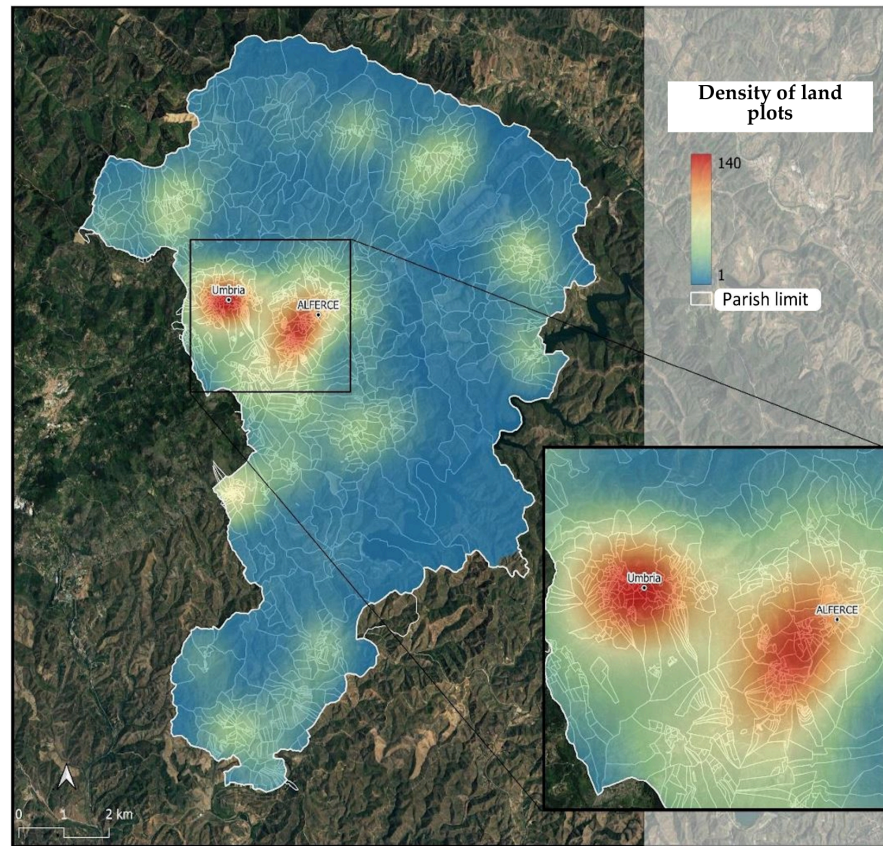 Density of land
plots
140
1
Parish limit
Umbria
ALFERCE
Umbria
ALFERCE
0 1 2 km